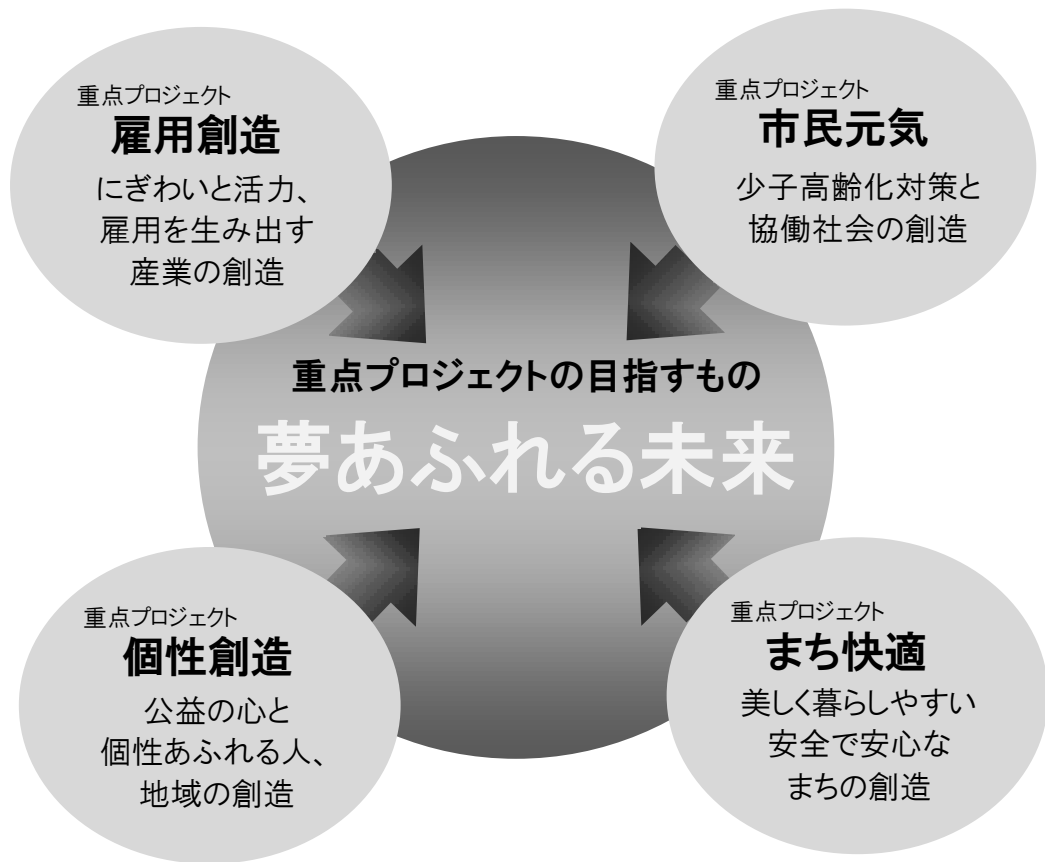 重点プロジェクト
雇用創造
にぎわいと活力、
雇用を生み出す
産業の創造
重点プロジェクト
市民元気
少子高齢化対策と
協働社会の創造
重点プロジェクトの目指すもの
夢あふれる未来
重点プロジェクト
個性創造
公益の心と
個性あふれる人、
地域の創造
重点プロジェクト
まち快適
美しく暮らしやすい
安全で安心な
まちの創造